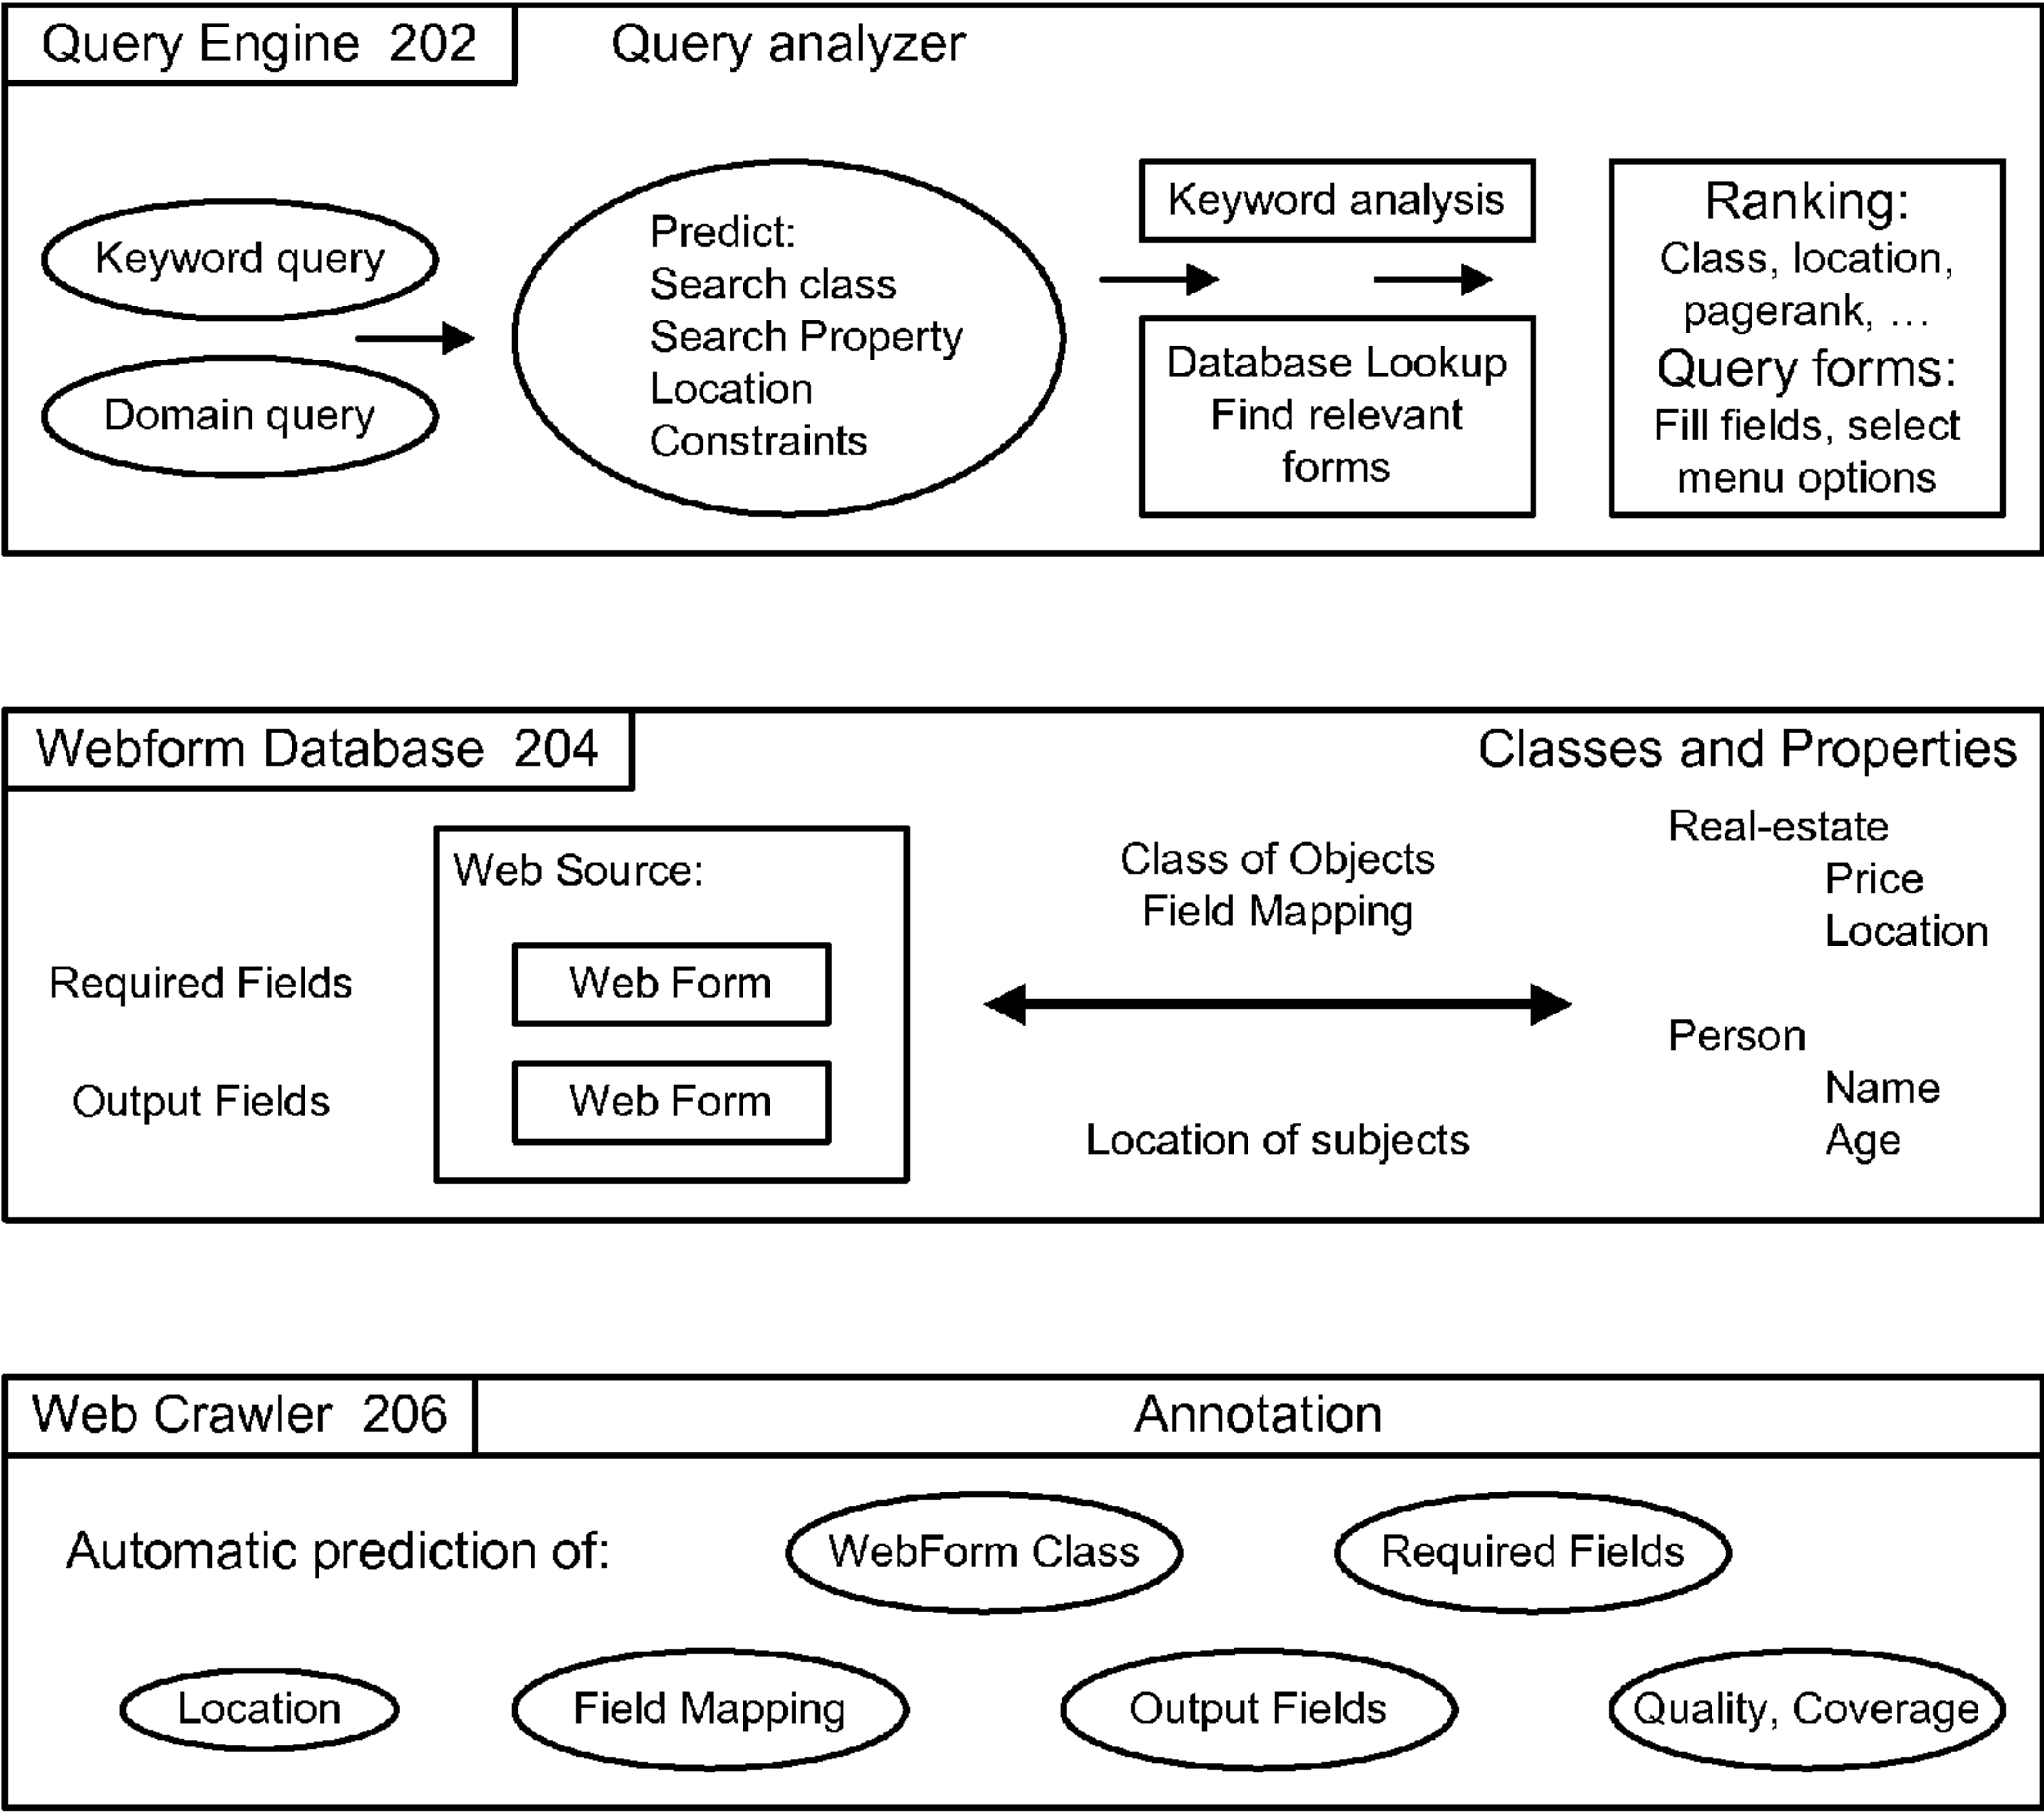 Query Engine 202
Query analyzer
Keyword query
Domain query
Predict:
Search class
Search Property
Location
Constraints
Keyword analysis
Database Lookup
Find relevant
forms
Ranking:
Class, location,
pagerank, ...
Query forms:
Fill fields, select
menu options
Webform Database 204
Classes and Properties
Required Fields
Output Fields
Web Source:
Web Form
Web Form
Class of Objects
Field Mapping
Location of subjects
Real-estate
Price
Location
Person
Name
Age
Web Crawler 206
Annotation
Automatic prediction of:
WebForm Class
Required Fields
Location
Field Mapping
Output Fields
Quality, Coverage